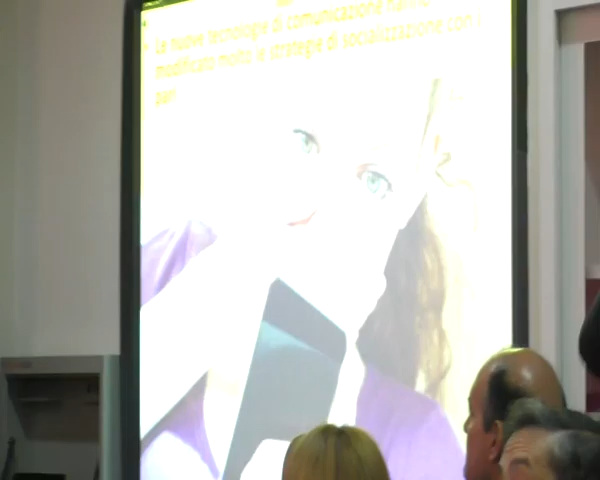 Le nuove tecnologie di comunicazione hanno
modificato molto le strategie di socializzazione con i
pari